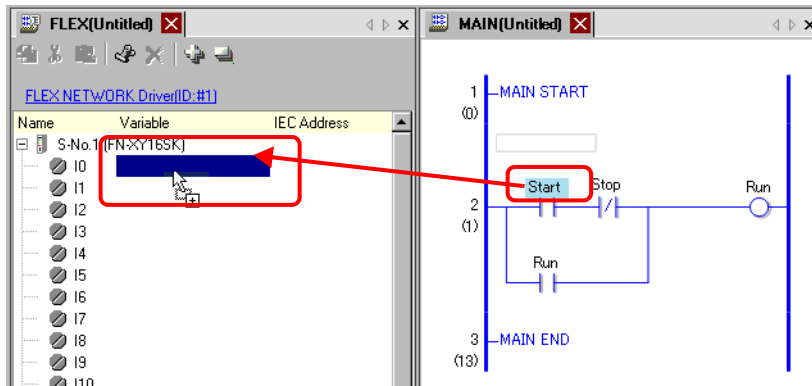 FLEX(Untitled)
FLEX NETWORK Driver(ID:#1)
Name Variable IEC Address
S-No.1 (FN-XY16SK)
I0
I1
I2
I3
I4
I5
I6
I7
I8
I9
I10
MAIN(Untitled)
1 MAIN START
(0)
Start Stop Run
2
(1)
Run
3 MAIN END
(13)